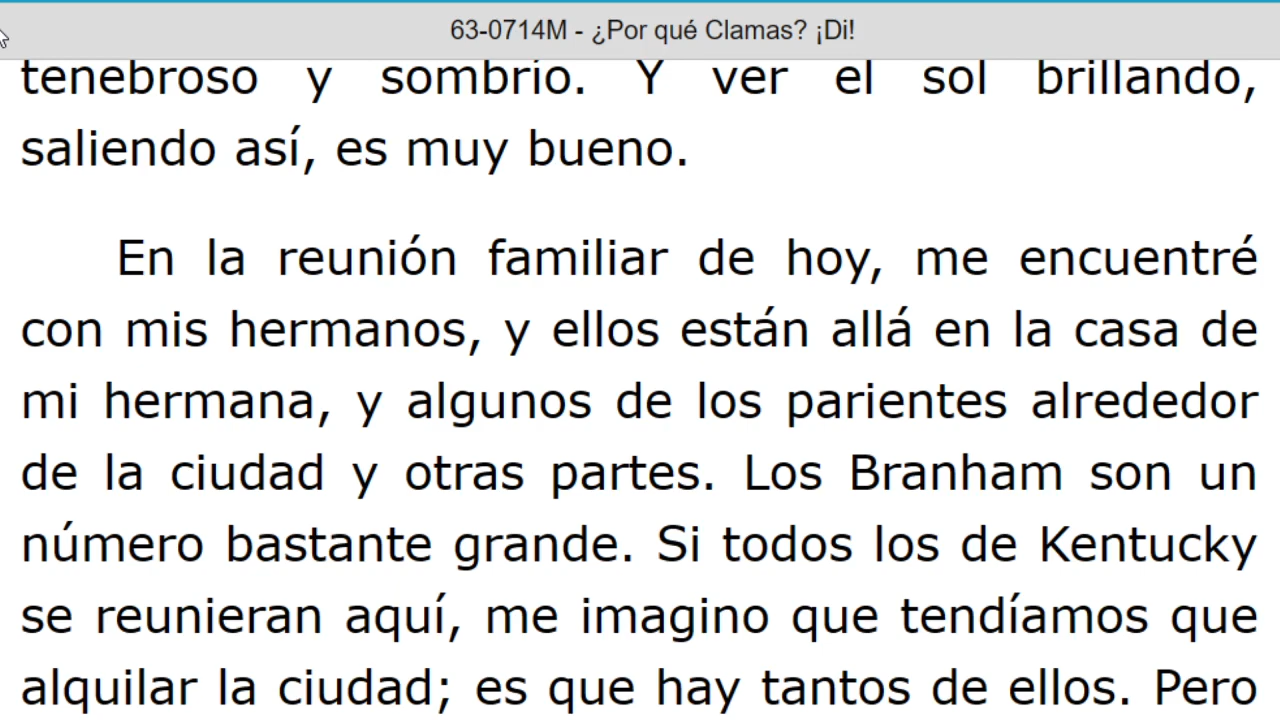 63-0714M - ¿Por qué Clamas? ¡Di!
tenebroso y sombrío. Y ver el sol brillando,
saliendo así, es muy bueno.
En la reunión familiar de hoy, me encuentré
con mis hermanos, y ellos están allá en la casa de
mi hermana, y algunos de los parientes alrededor
de la ciudad y otras partes. Los Branham son un
número bastante grande. Si todos los de Kentucky
se reunieran aquí, me imagino que tendíamos que
alquilar la ciudad; es que hay tantos de ellos. Pero